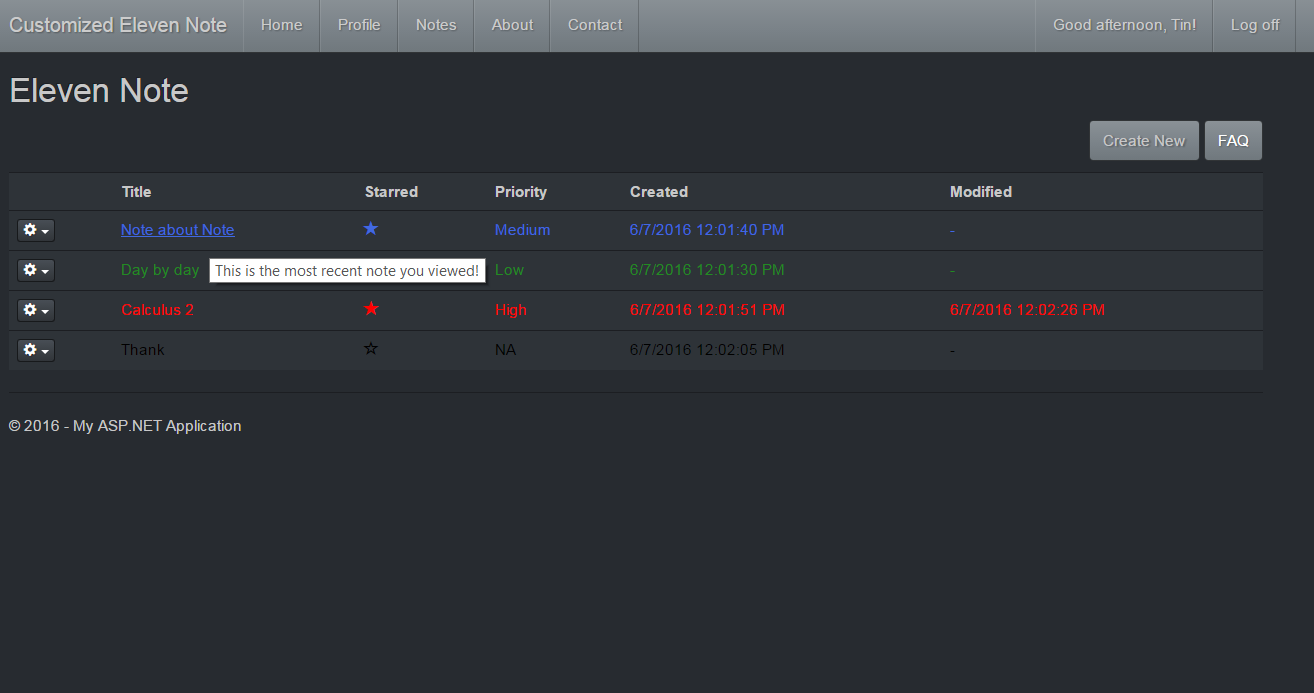 Customized Eleven Note Home Profile Notes About Contact Good afternoon, Tin! Log off
Eleven Note
Create New FAQ
Title Starred Priority Created Modified
Note about Note ★ Medium 6/7/2016 12:01:40 PM -
Day by day This is the most recent note you viewed! Low 6/7/2016 12:01:30 PM -
Calculus 2 ★ High 6/7/2016 12:01:51 PM 6/7/2016 12:02:26 PM
Thank ☆ NA 6/7/2016 12:02:05 PM -
© 2016 - My ASP.NET Application